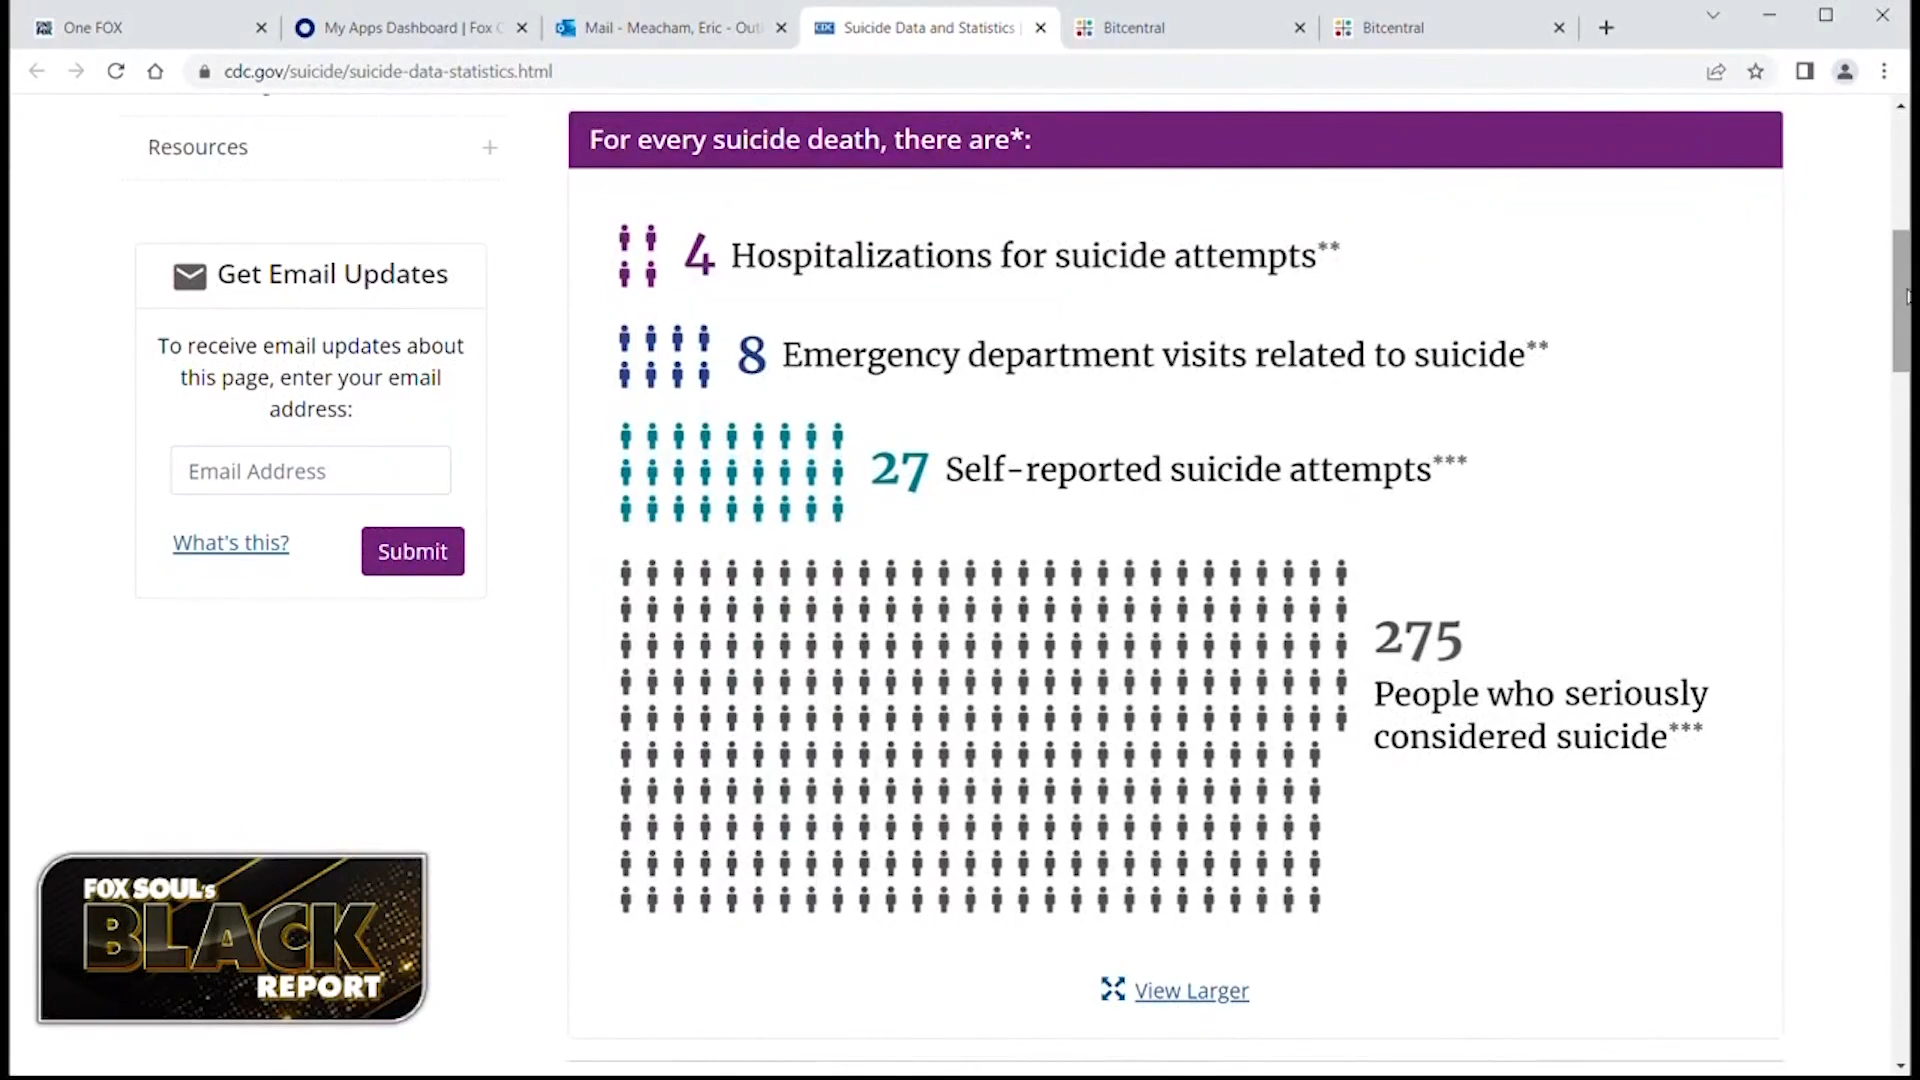 One FOX
My Apps Dashboard | Fox C
Mail - Meacham, Eric - Out
Suicide Data and Statistics |
Bitcentral
Bitcentral
cdc.gov/suicide/suicide-data-statistics.html
Resources
For every suicide death, there are*:
4 Hospitalizations for suicide attempts**
8 Emergency department visits related to suicide**
27 Self-reported suicide attempts***
275
People who seriously
considered suicide***
View Larger
Get Email Updates
To receive email updates about
this page, enter your email
address:
Email Address
What's this?
Submit
FOX SOUL's
BLACK
REPORT